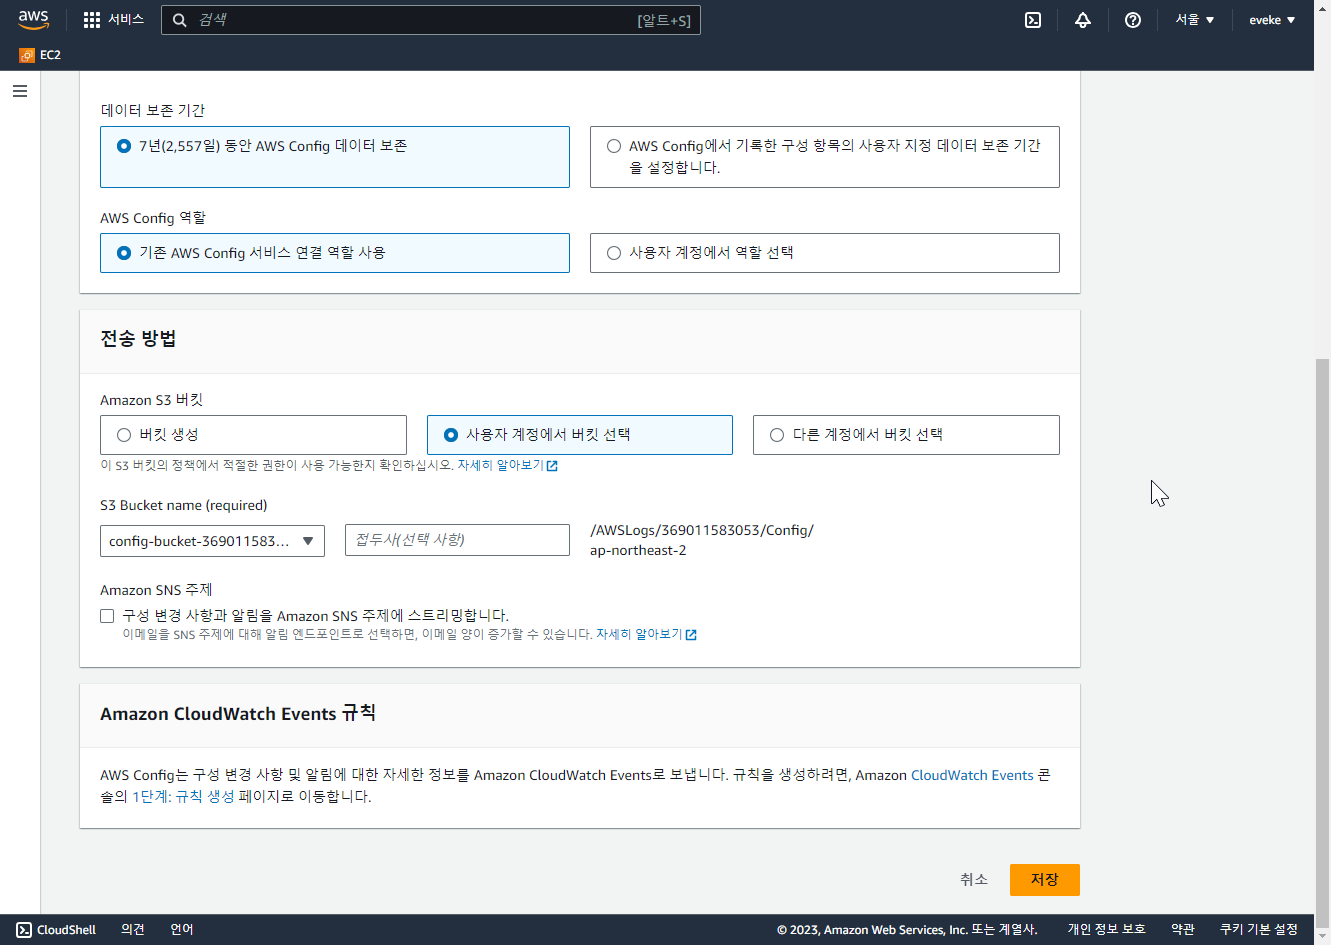 aws
서비스
검색
[알트+S]
서울
eveke
EC2
데이터 보존 기간
7년(2,557일) 동안 AWS Config 데이터 보존
AWS Config에서 기록한 구성 항목의 사용자 지정 데이터 보존 기간
을 설정합니다.
AWS Config 역할
기존 AWS Config 서비스 연결 역할 사용
사용자 계정에서 역할 선택
전송 방법
Amazon S3 버킷
버킷 생성
사용자 계정에서 버킷 선택
다른 계정에서 버킷 선택
이 S3 버킷의 정책에서 적절한 권한이 사용 가능한지 확인하십시오. 자세히 알아보기
S3 Bucket name (required)
config-bucket-369011583...
접두사(선택 사항)
/AWSLogs/369011583053/Config/
ap-northeast-2
Amazon SNS 주제
구성 변경 사항과 알림을 Amazon SNS 주제에 스트리밍합니다.
이메일을 SNS 주제에 대해 알림 엔드포인트로 선택하면, 이메일 양이 증가할 수 있습니다. 자세히 알아보기
Amazon CloudWatch Events 규칙
AWS Config는 구성 변경 사항 및 알림에 대한 자세한 정보를 Amazon CloudWatch Events로 보냅니다. 규칙을 생성하려면, Amazon CloudWatch Events 콘
솔의 1단계: 규칙 생성 페이지로 이동합니다.
취소
저장
CloudShell
의견
언어
© 2023, Amazon Web Services, Inc. 또는 계열사.
개인 정보 보호
약관
쿠키 기본 설정